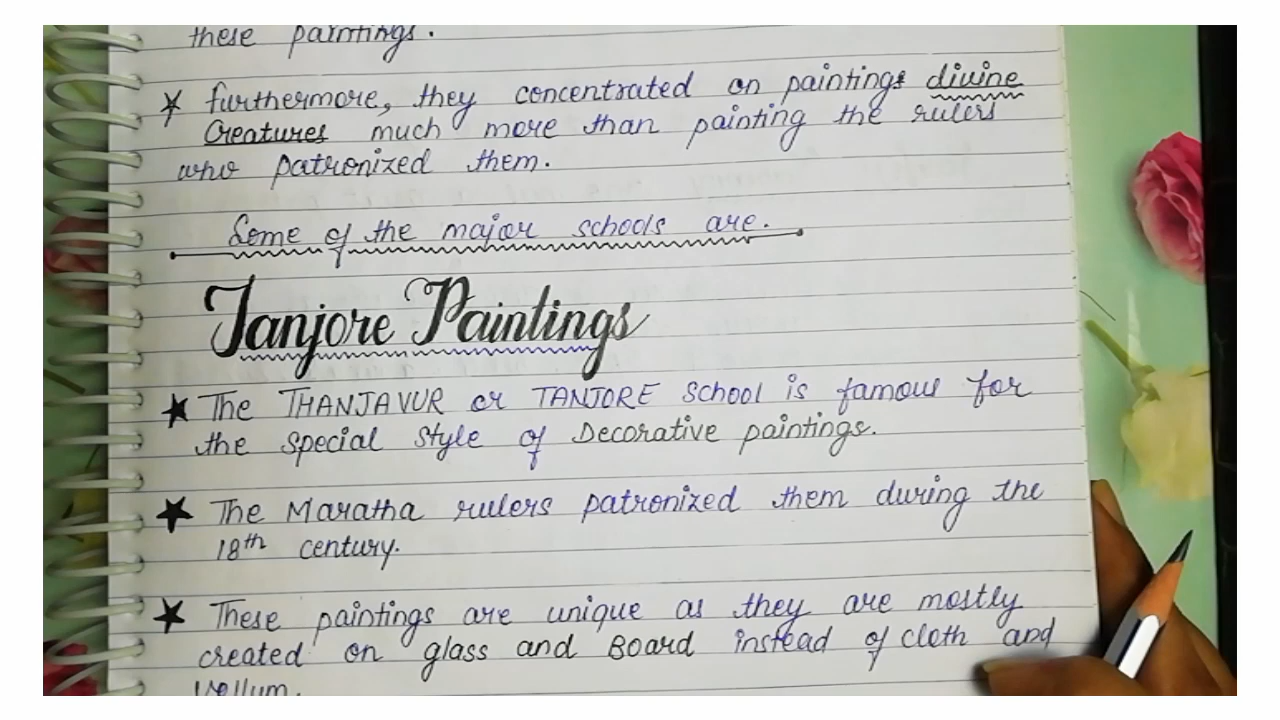 these paintings.
furthermore, they concentrated on paintings divine
Creatures much more than painting the rulers
who patronized them.
Some of the major schools are.
Tanjore Paintings
The THANJAVUR or TANJORE School is famous for
the special style of Decorative paintings.
The Maratha rulers patronized them during the
18th century.
These paintings are unique as they are mostly
created on glass and Board instead of cloth and
Vellum.